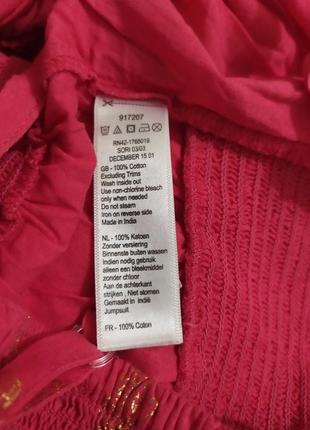 917207
RN42-1768019
SORI 03/03
DECEMBER 15 01
GB - 100% Cotton
Excluding Trims
Wash inside out
Use non-chlorine bleach
only when needed
Do not steam
Iron on reverse side
Made in India
NL - 100% Katoen
Zonder versiering
Binnenste buiten wassen
Indien nodig gebruik
alleen een bleekmiddel
zonder chloor
Aan de achterkant
strijken , Niet stomen
Gemaakt in indië
Jumpsuit
FR - 100% Coton